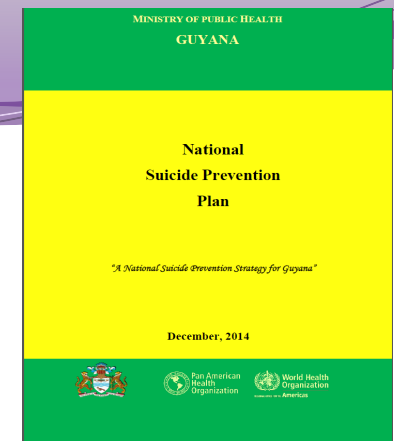 MINISTRY OF PUBLIC HEALTH
GUYANA
National
Suicide Prevention
Plan
"A National Suicide Prevention Strategy for Guyana"
December, 2014
Pan American
Health
Organization
World Health
Organization
Americas